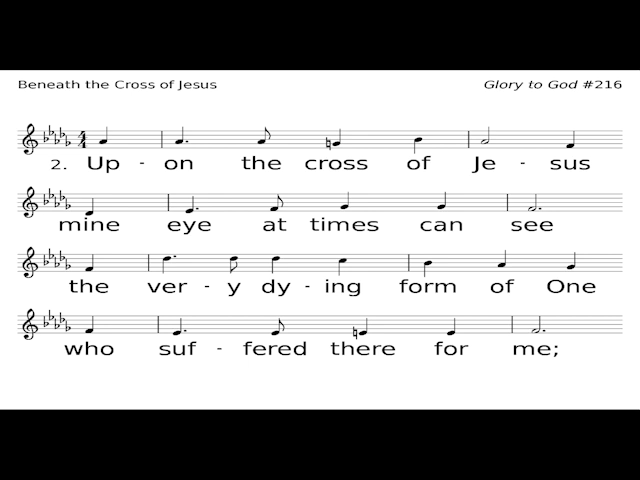 Beneath the Cross of Jesus
Glory to God #216
2. Up - on the cross of Je - sus
mine eye at times can see
the ver - y dy - ing form of One
who suf - fered there for me;